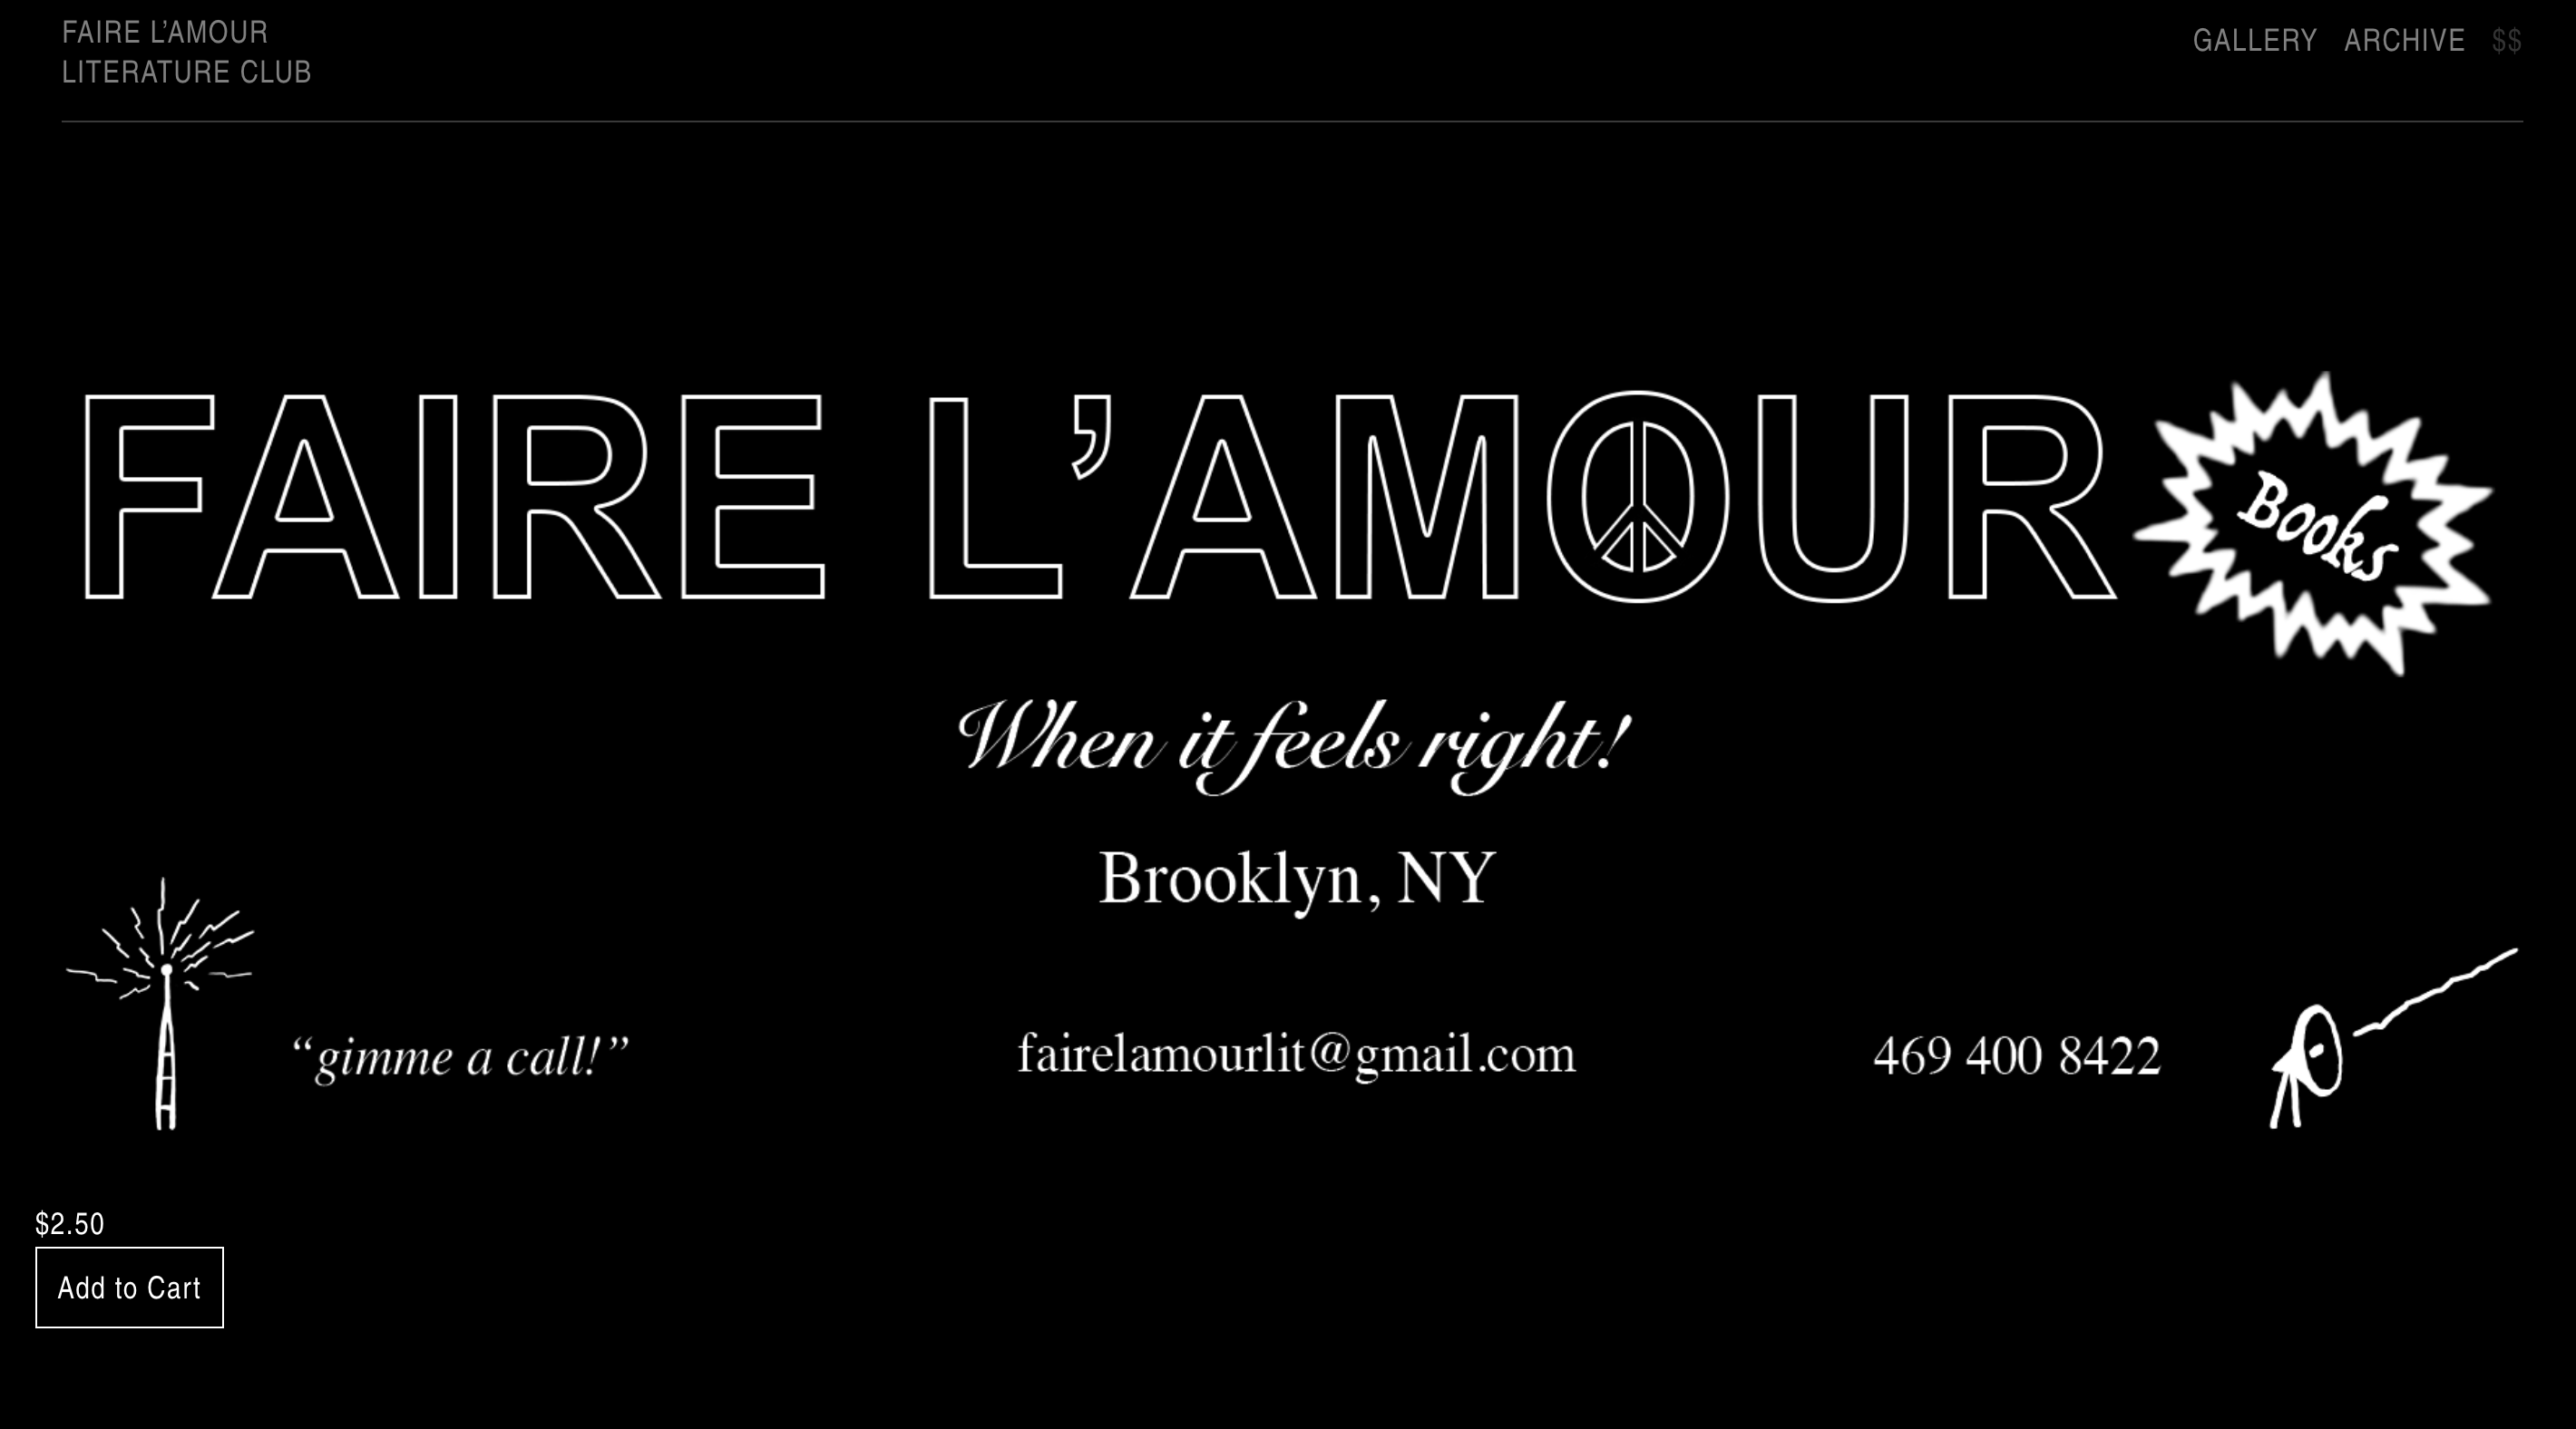 FAIRE L’AMOUR
LITERATURE CLUB
GALLERY ARCHIVE $$
FAIRE L’AMOUR
Books
When it feels right!
Brooklyn, NY
“gimme a call!”
fairelamourlit@gmail.com
469 400 8422
$2.50
Add to Cart